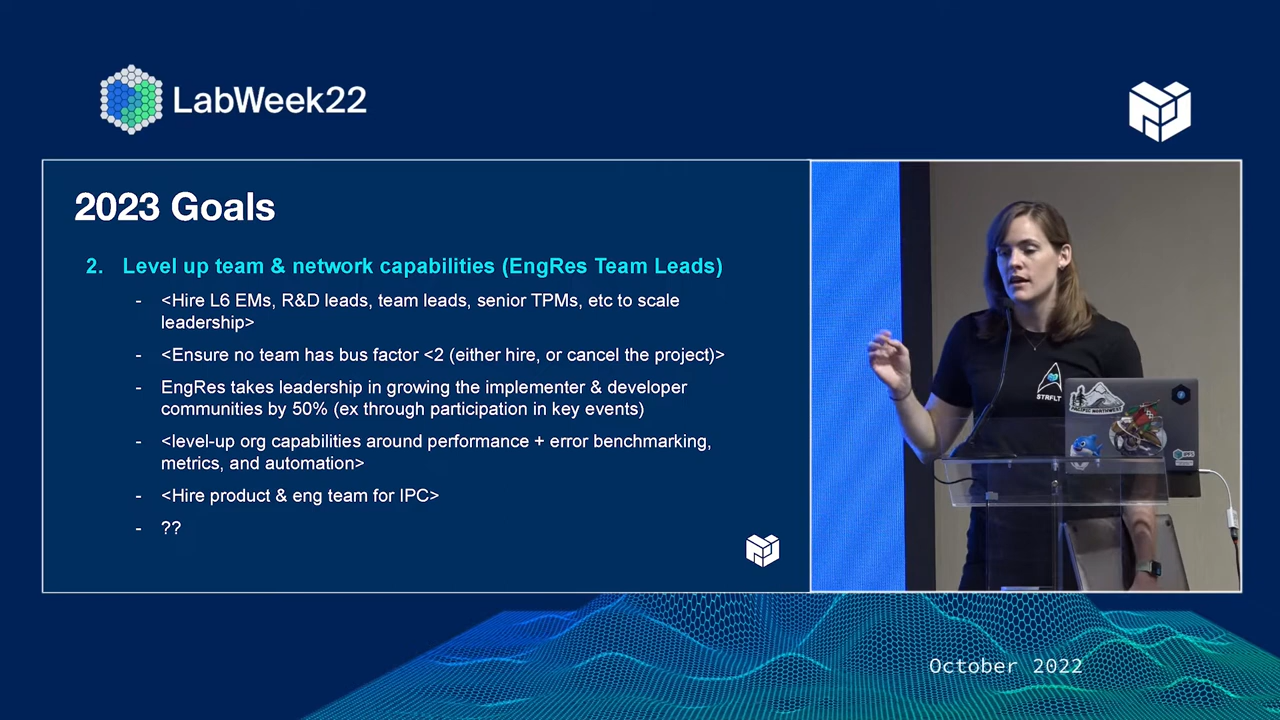 LabWeek22
2023 Goals
2. Level up team & network capabilities (EngRes Team Leads)
- <Hire L6 EMs, R&D leads, team leads, senior TPMs, etc to scale
leadership>
- <Ensure no team has bus factor <2 (either hire, or cancel the project)>
- EngRes takes leadership in growing the implementer & developer
communities by 50% (ex through participation in key events)
- <level-up org capabilities around performance + error benchmarking,
metrics, and automation>
- <Hire product & eng team for IPC>
- ??
STRFLT
October 2022